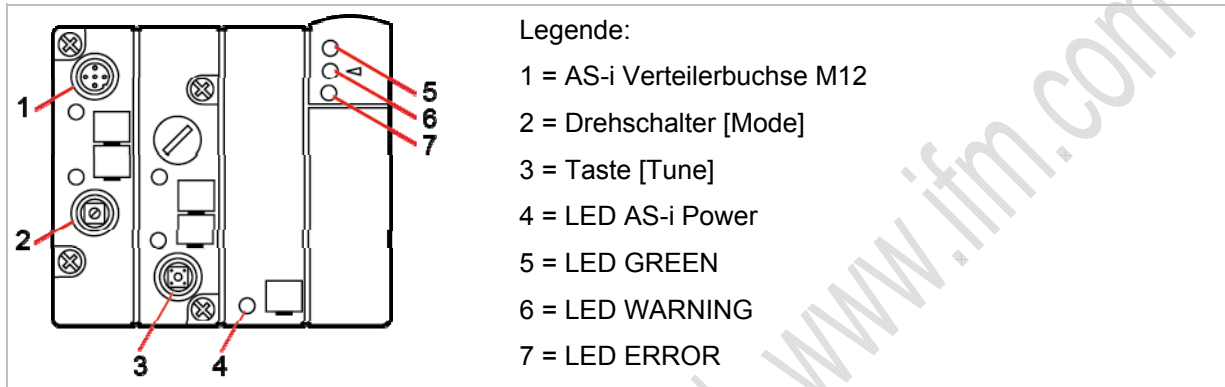 Legende:
1 = AS-i Verteilerbuchse M12
2 = Drehschalter [Mode]
3 = Taste [Tune]
4 = LED AS-i Power
5 = LED GREEN
6 = LED WARNING
7 = LED ERROR
1
2
3
4
5
6
7
www.ifm.com